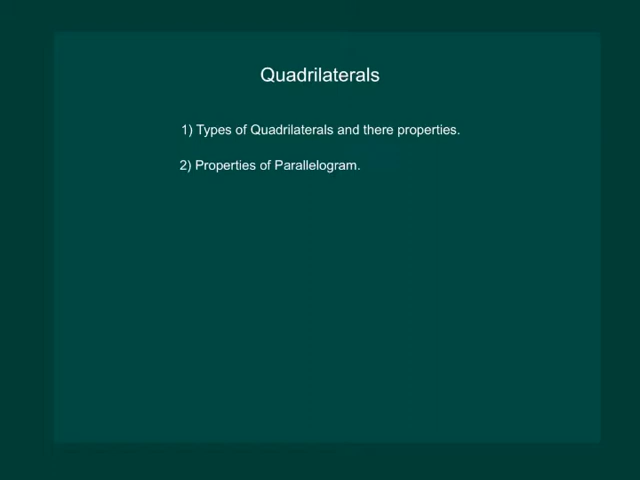 Quadrilaterals
1) Types of Quadrilaterals and there properties.
2) Properties of Parallelogram.